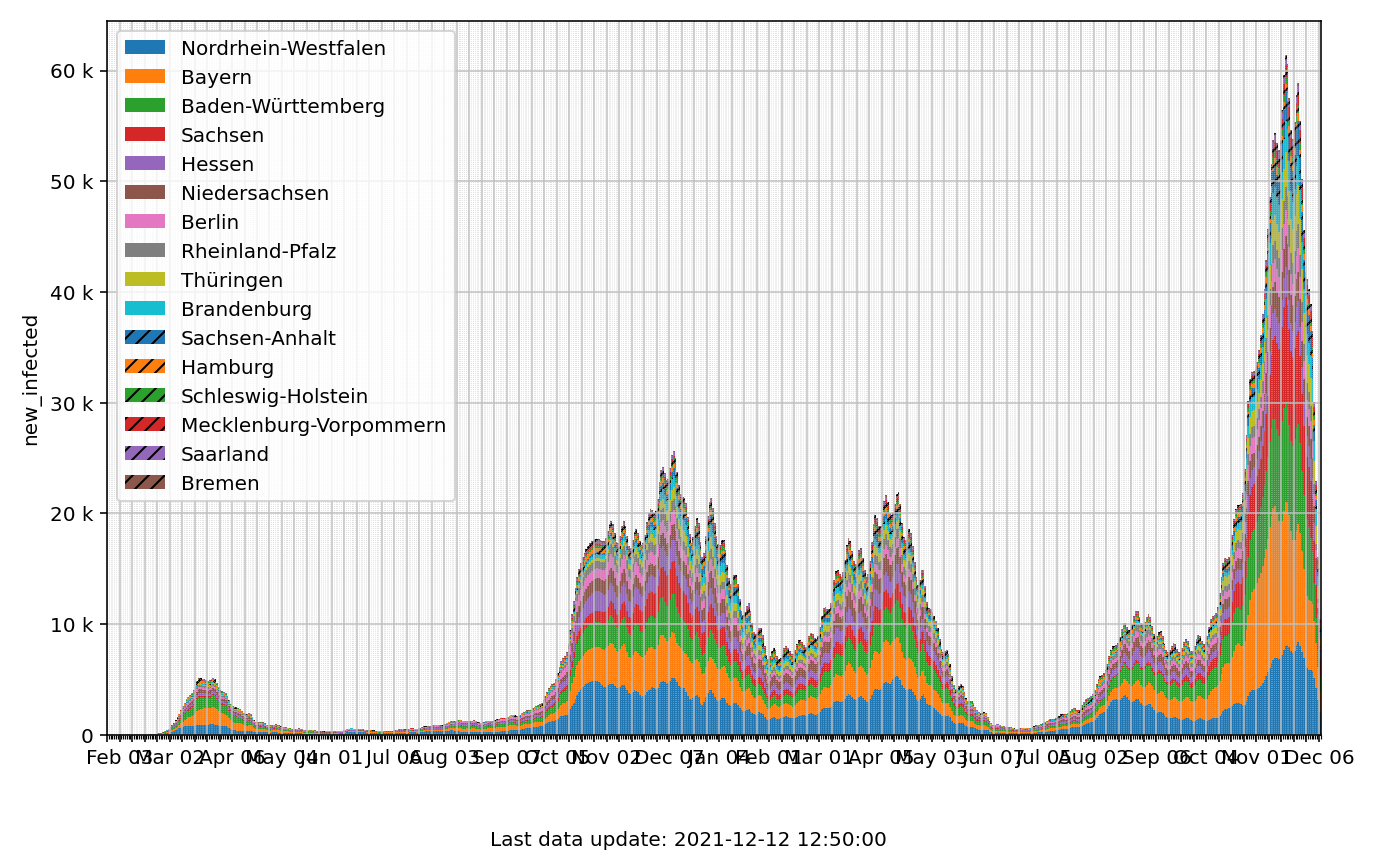 60 k
50 k
40 k
30 k
20 k
10 k
0
new_infected
Nordrhein-Westfalen
Bayern
Baden-Württemberg
Sachsen
Hessen
Niedersachsen
Berlin
Rheinland-Pfalz
Thüringen
Brandenburg
Sachsen-Anhalt
Hamburg
Schleswig-Holstein
Mecklenburg-Vorpommern
Saarland
Bremen
Feb 03 Mar 02 Apr 06 May 04 Jun 01 Jul 06 Aug 03 Sep 07 Oct 05 Nov 02 Dec 07 Jan 04 Feb 01 Mar 01 Apr 05 May 03 Jun 07 Jul 05 Aug 02 Sep 06 Oct 04 Nov 01 Dec 06
Last data update: 2021-12-12 12:50:00